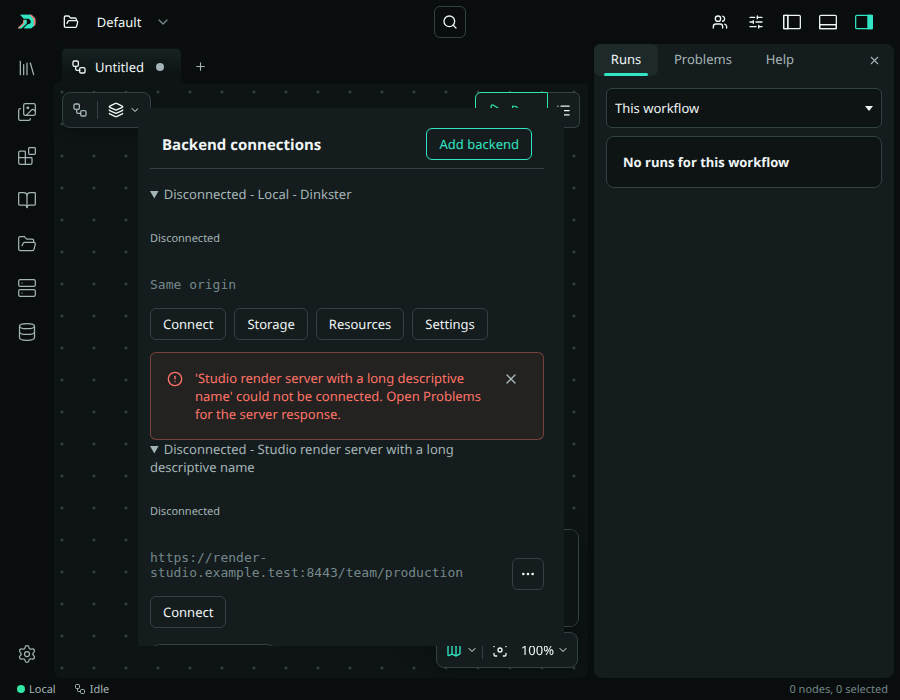 Default
Untitled
Runs
Problems
Help
This workflow
No runs for this workflow
Backend connections
Add backend
Disconnected - Local - Dinkster
Disconnected
Same origin
Connect
Storage
Resources
Settings
'Studio render server with a long descriptive
name' could not be connected. Open Problems
for the server response.
Disconnected - Studio render server with a long
descriptive name
Disconnected
https://render-
studio.example.test:8443/team/production
Connect
100%
Local
Idle
0 nodes, 0 selected